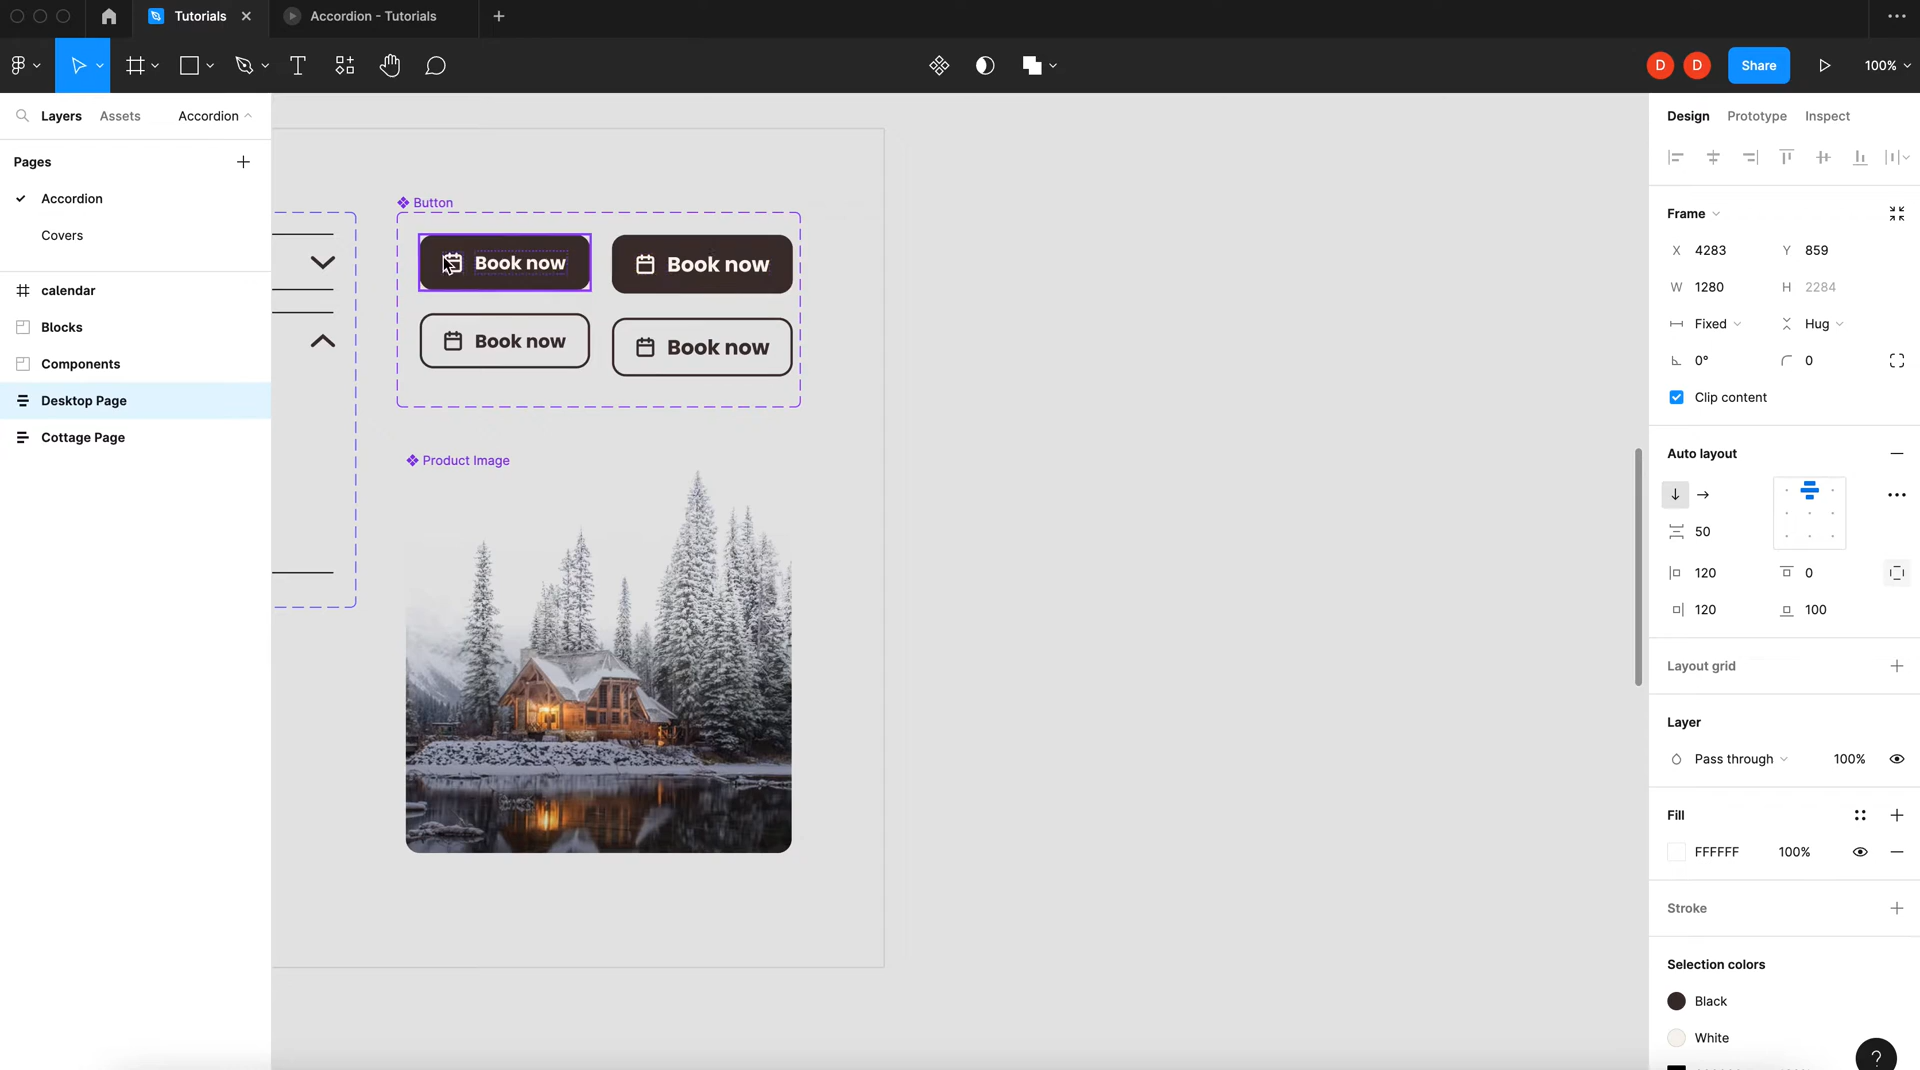 Tutorials
Accordion - Tutorials
D
D
Share
100%
Layers
Assets
Accordion
Pages
Accordion
Covers
calendar
Blocks
Components
Desktop Page
Cottage Page
Button
Book now
Book now
Book now
Book now
Product Image
Design
Prototype
Inspect
Frame
X 4283
Y 859
W 1280
H 2284
Fixed
Hug
0°
0
Clip content
Auto layout
50
120
0
120
100
Layout grid
Layer
Pass through
100%
Fill
FFFFFF
100%
Stroke
Selection colors
Black
White
?